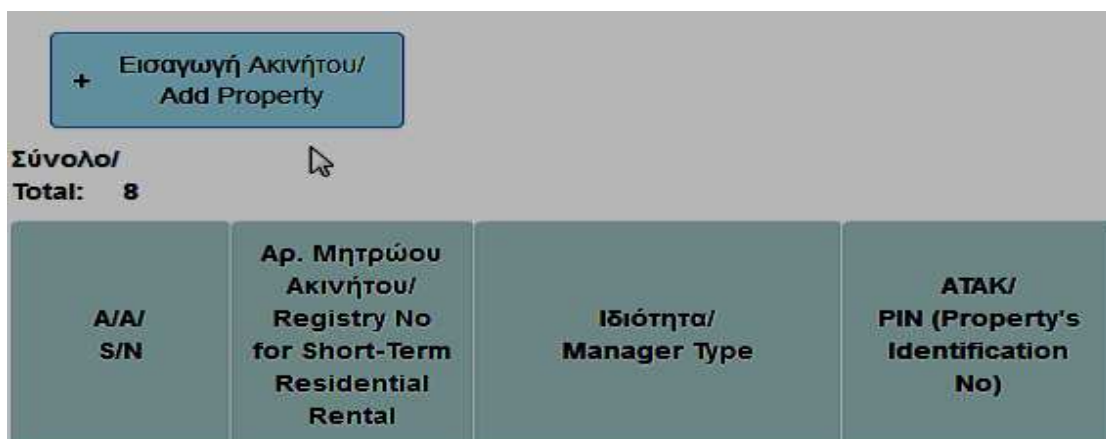 + Εισαγωγή Ακινήτου/
Add Property
Σύνολο/
Total: 8
Α/Α/
S/N
Αρ. Μητρώου
Ακινήτου/
Registry No
for Short-Term
Residential
Rental
Ιδιότητα/
Manager Type
ΑΤΑΚ/
PIN (Property's
Identification
No)